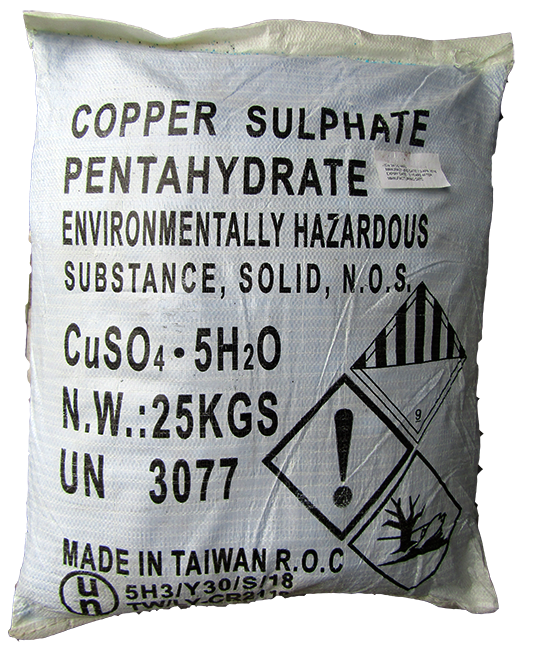 COPPER SULPHATE
PENTAHYDRATE
ENVIRONMENTALLY HAZARDOUS
SUBSTANCE, SOLID, N.O.S.
CuSO4·5H2O
N.W.:25KGS
9
UN 3077
MADE IN TAIWAN R.O.C
un 5H3/Y30/S/18